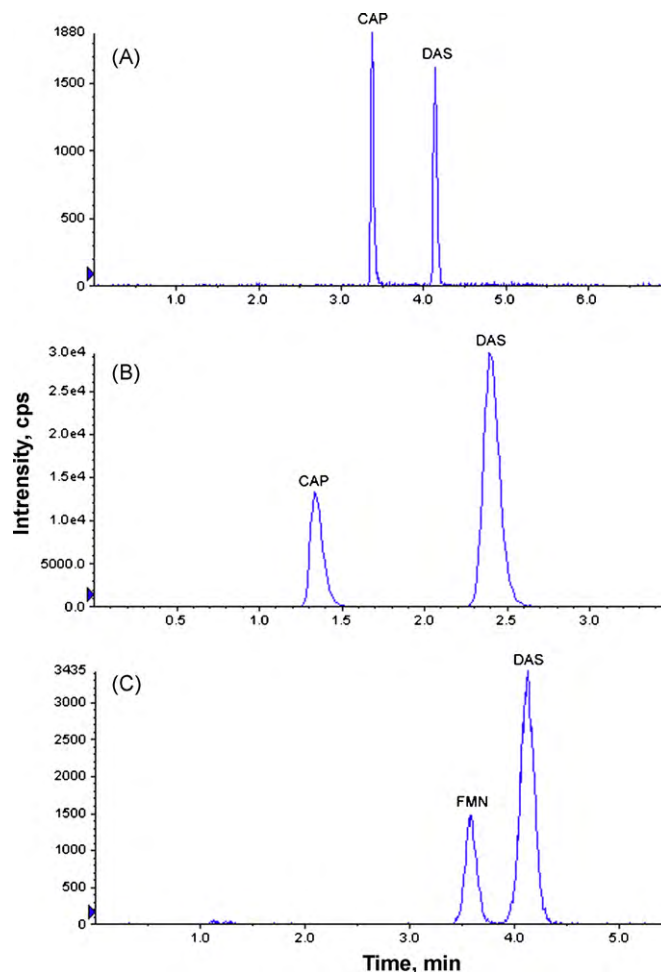 CAP
1880
(A)
DAS
1500
1000
500
0
1.0 2.0 3.0 4.0 5.0 6.0
3.0e4
DAS
(B)
2.5e4
2.0e4
1.5e4
CAP
1.0e4
5000.0
0.0
0.5 1.0 1.5 2.0 2.5 3.0
Intrensity, cps
3435
DAS
(C)
3000
2500
2000
1500
FMN
1000
500
0
1.0 2.0 3.0 4.0 5.0
Time, min